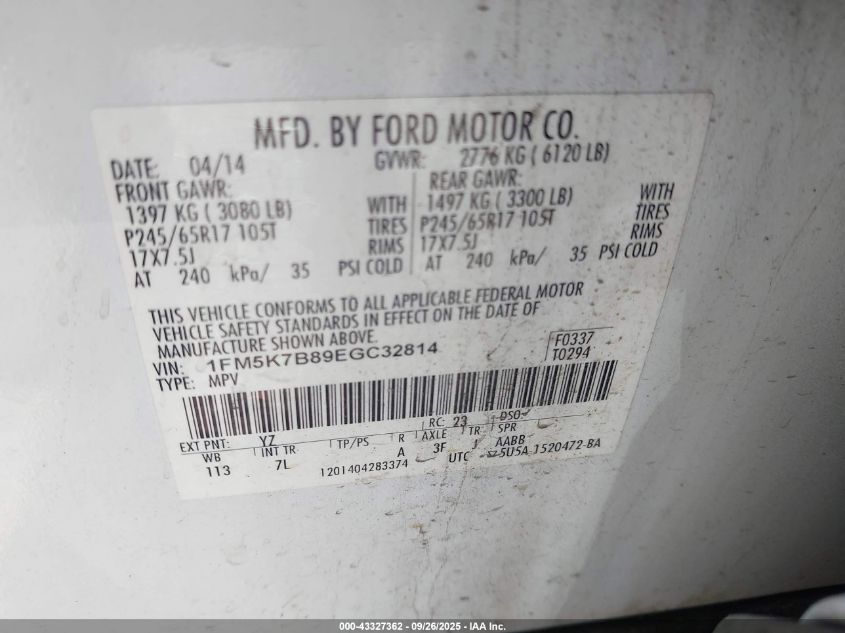 MFD. BY FORD MOTOR CO.
DATE: 04/14 GVWR: 2776 KG ( 6120 LB)
FRONT GAWR: REAR GAWR:
1397 KG ( 3080 LB) WITH 1497 KG ( 3300 LB) WITH
P245/65R17 105T TIRES P245/65R17 105T TIRES
17X7.5J RIMS 17X7.5J RIMS
AT 240 kPa/ 35 PSI COLD AT 240 kPa/ 35 PSI COLD
THIS VEHICLE CONFORMS TO ALL APPLICABLE FEDERAL MOTOR
VEHICLE SAFETY STANDARDS IN EFFECT ON THE DATE OF
MANUFACTURE SHOWN ABOVE.
VIN: 1FM5K7B89EGC32814 F0337
TYPE: MPV T0294
RC: 23 DSO:
EXT PNT: YZ
WB INT TR TP/PS R AXLE TR SPR
113 7L A 3F J AABB
1201404283374 UTC 5U5A-1520472-BA
000-43327362 - 09/26/2025 - IAA Inc.